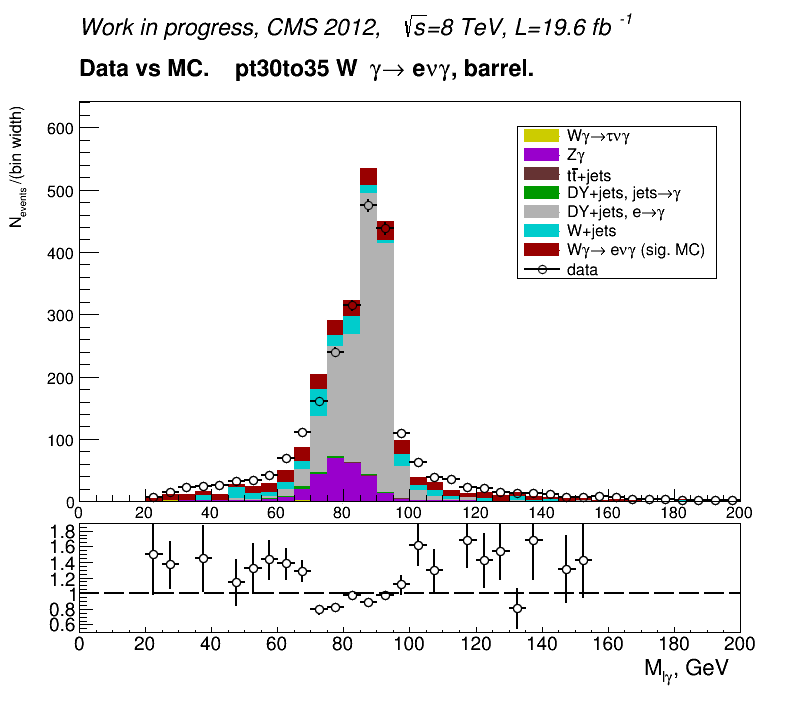 Work in progress, CMS 2012, √s=8 TeV, L=19.6 fb⁻¹
Data vs MC. pt30to35 W γ→ eνγ, barrel.
N_events /(bin width)
600
500
400
300
200
100
0
Wγ→τνγ
Zγ
tt̅+jets
DY+jets, jets→γ
DY+jets, e→γ
W+jets
Wγ→ eνγ (sig. MC)
data
0 20 40 60 80 100 120 140 160 180 200
1.8
1.6
1.4
1.2
1
0.8
0.6
0 20 40 60 80 100 120 140 160 180 200
M_lγ, GeV